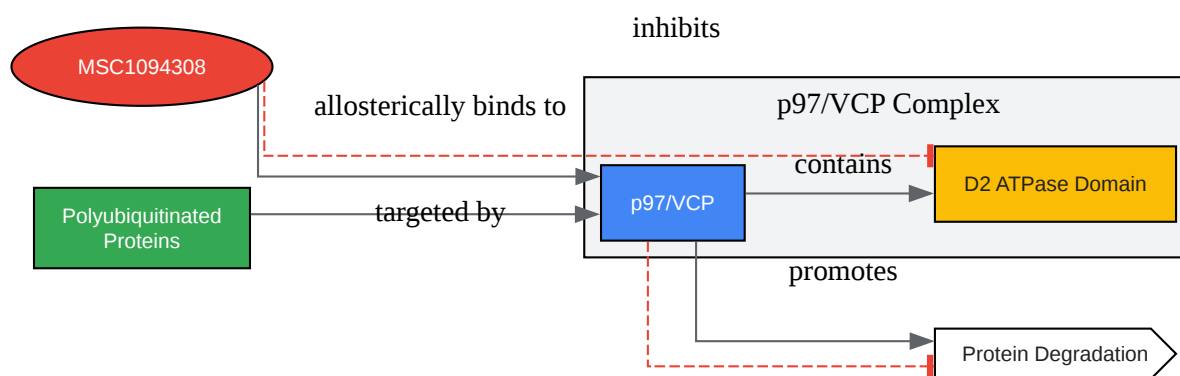 inhibits
MSC1094308
allosterically binds to
p97/VCP Complex
contains
D2 ATPase Domain
Polyubiquitinated
Proteins
targeted by
p97/VCP
promotes
Protein Degradation